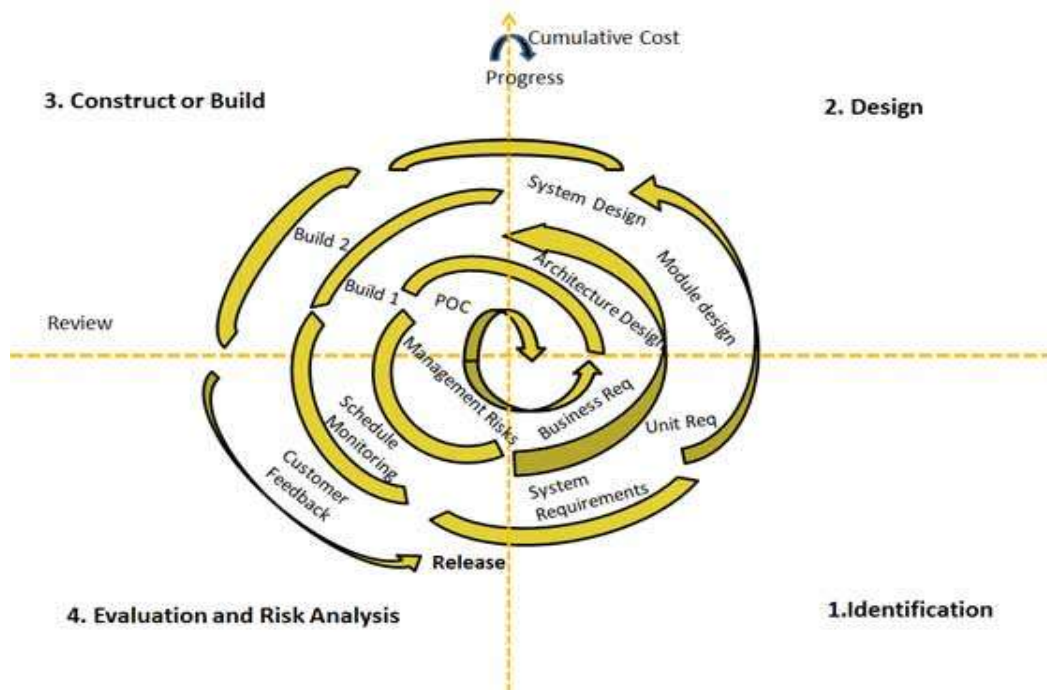 Cumulative Cost
Progress
3. Construct or Build
2. Design
System Design
Build 2
Architecture Design
Module design
Build 1
POC
Review
Management Risks
Business Req
Unit Req
Schedule
Monitoring
System
Requirements
Customer
Feedback
Release
4. Evaluation and Risk Analysis
1.Identification